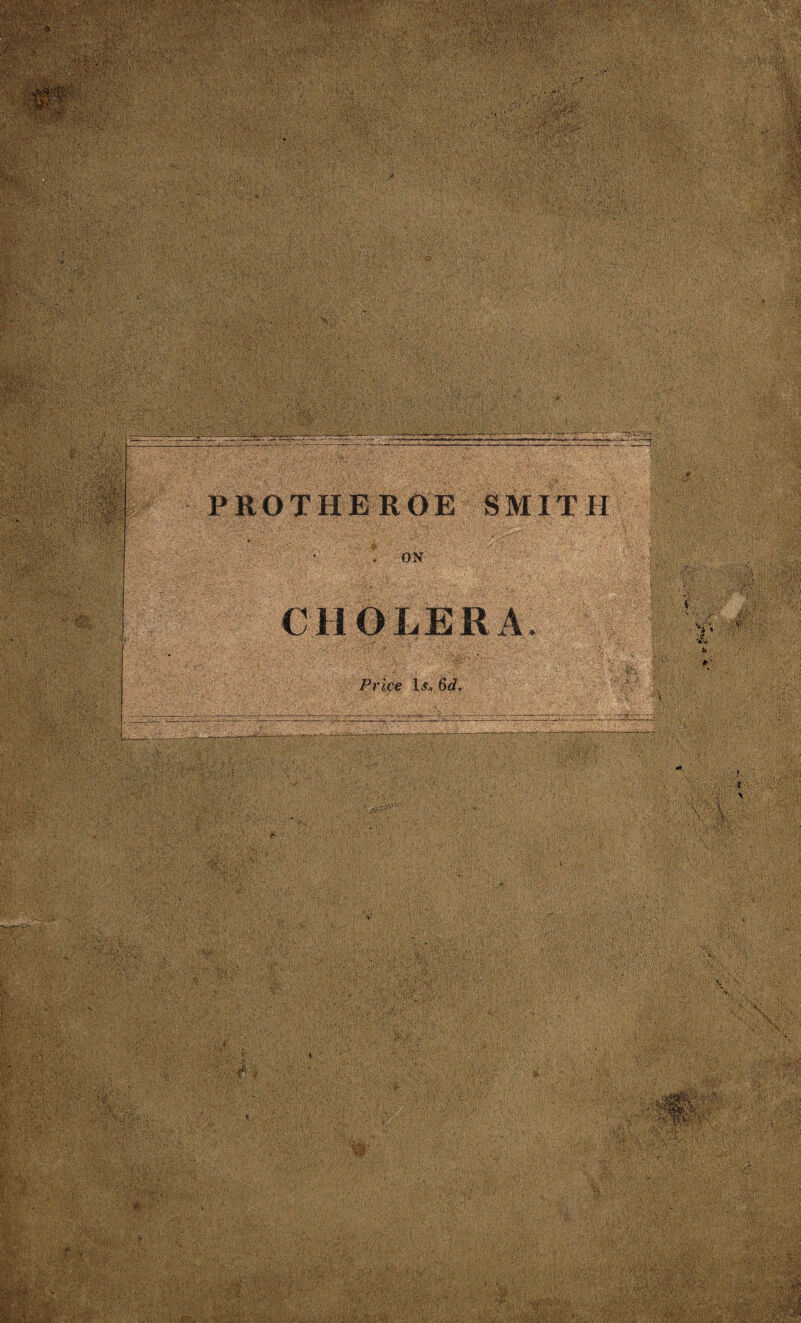 PROTHEROE SMITH
ON
CHOLERA.
Price 1s. 6d.